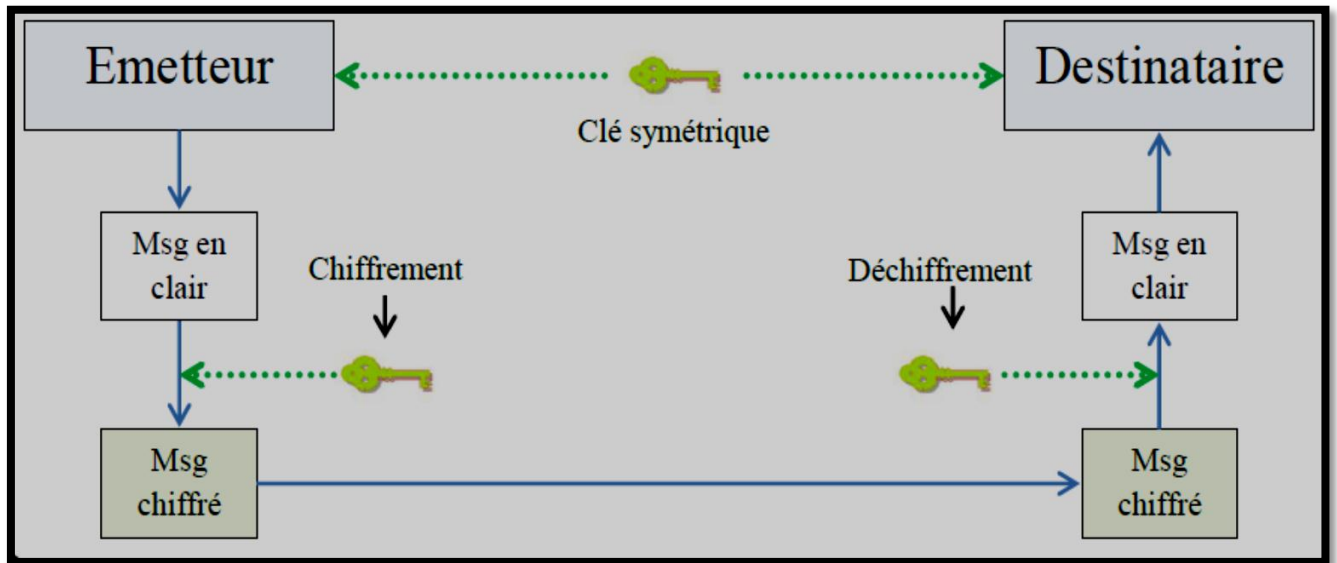 Emetteur
Destinataire
Clé symétrique
Msg en
clair
Chiffrement
Déchiffrement
Msg en
clair
Msg
chiffré
Msg
chiffré